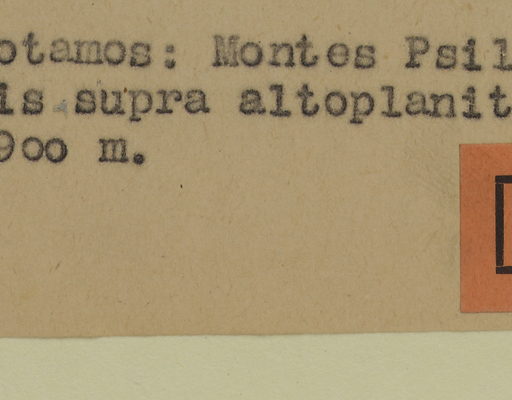 otamos: Montes Psil
is supra altoplanit
900 m.